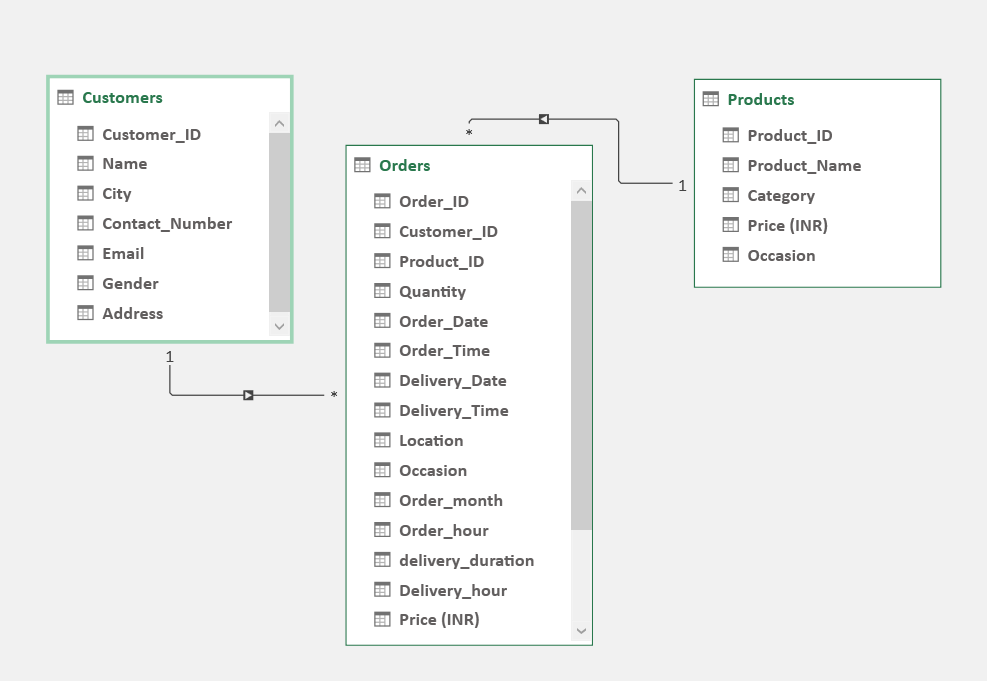 Customers
Customer_ID
Name
City
Contact_Number
Email
Gender
Address
1
*
Orders
Order_ID
Customer_ID
Product_ID
Quantity
Order_Date
Order_Time
Delivery_Date
Delivery_Time
Location
Occasion
Order_month
Order_hour
delivery_duration
Delivery_hour
Price (INR)
*
1
Products
Product_ID
Product_Name
Category
Price (INR)
Occasion